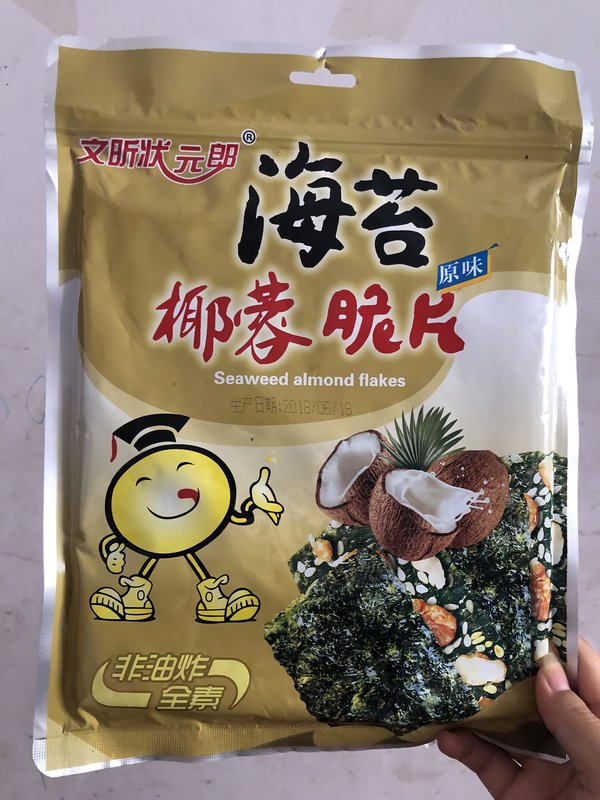 文昕状元郎®
海苔
原味
椰蓉脆片
Seaweed almond flakes
生产日期:2018/06/18
非油炸
全素